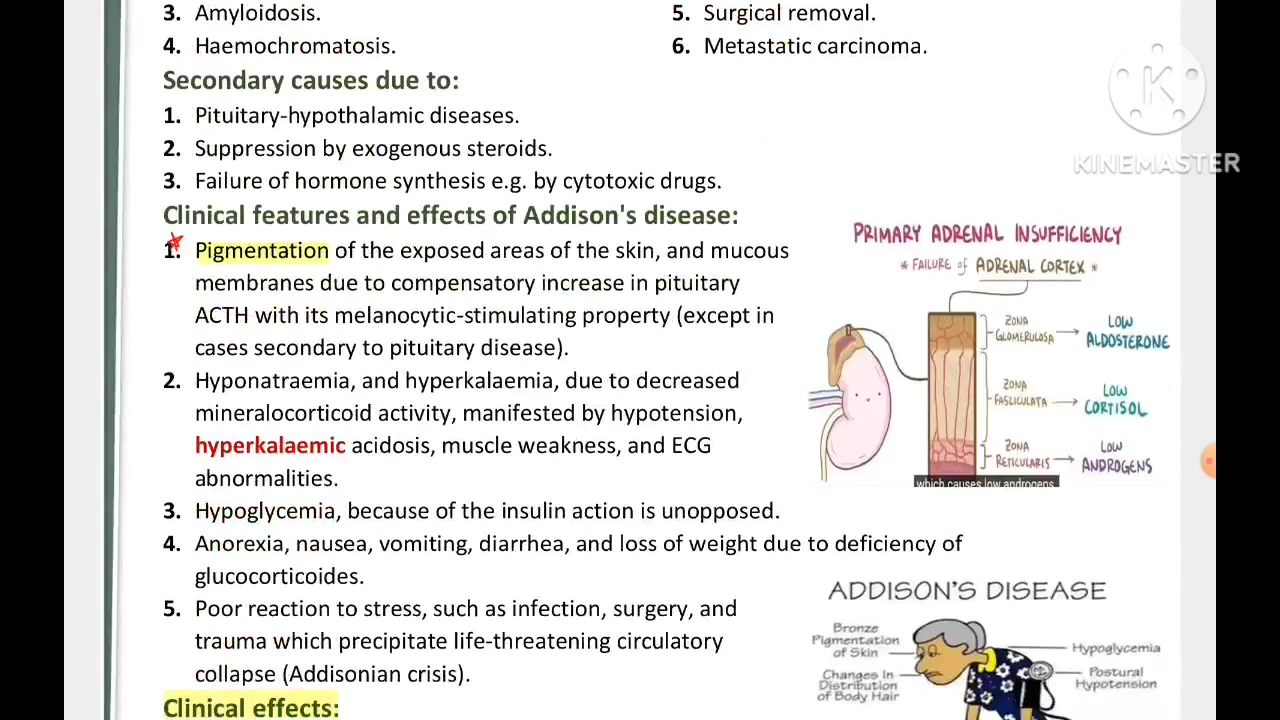 3. Amyloidosis.
4. Haemochromatosis.
5. Surgical removal.
6. Metastatic carcinoma.
Secondary causes due to:
1. Pituitary-hypothalamic diseases.
2. Suppression by exogenous steroids.
3. Failure of hormone synthesis e.g. by cytotoxic drugs.
Clinical features and effects of Addison's disease:
1. Pigmentation of the exposed areas of the skin, and mucous
membranes due to compensatory increase in pituitary
ACTH with its melanocytic-stimulating property (except in
cases secondary to pituitary disease).
2. Hyponatraemia, and hyperkalaemia, due to decreased
mineralocorticoid activity, manifested by hypotension,
hyperkalaemic acidosis, muscle weakness, and ECG
abnormalities.
3. Hypoglycemia, because of the insulin action is unopposed.
4. Anorexia, nausea, vomiting, diarrhea, and loss of weight due to deficiency of
glucocorticoides.
5. Poor reaction to stress, such as infection, surgery, and
trauma which precipitate life-threatening circulatory
collapse (Addisonian crisis).
Clinical effects:
K
KINEMASTER
PRIMARY ADRENAL INSUFFICIENCY
* FAILURE of ADRENAL CORTEX *
ZONA
GLOMERULOSA
LOW
ALDOSTERONE
ZONA
FASCICULATA
LOW
CORTISOL
ZONA
RETICULARIS
LOW
ANDROGENS
which causes low androgens
ADDISON'S DISEASE
Bronze
Pigmentation
of Skin
Changes In
Distribution
of Body Hair
Hypoglycemia
Postural
Hypotension